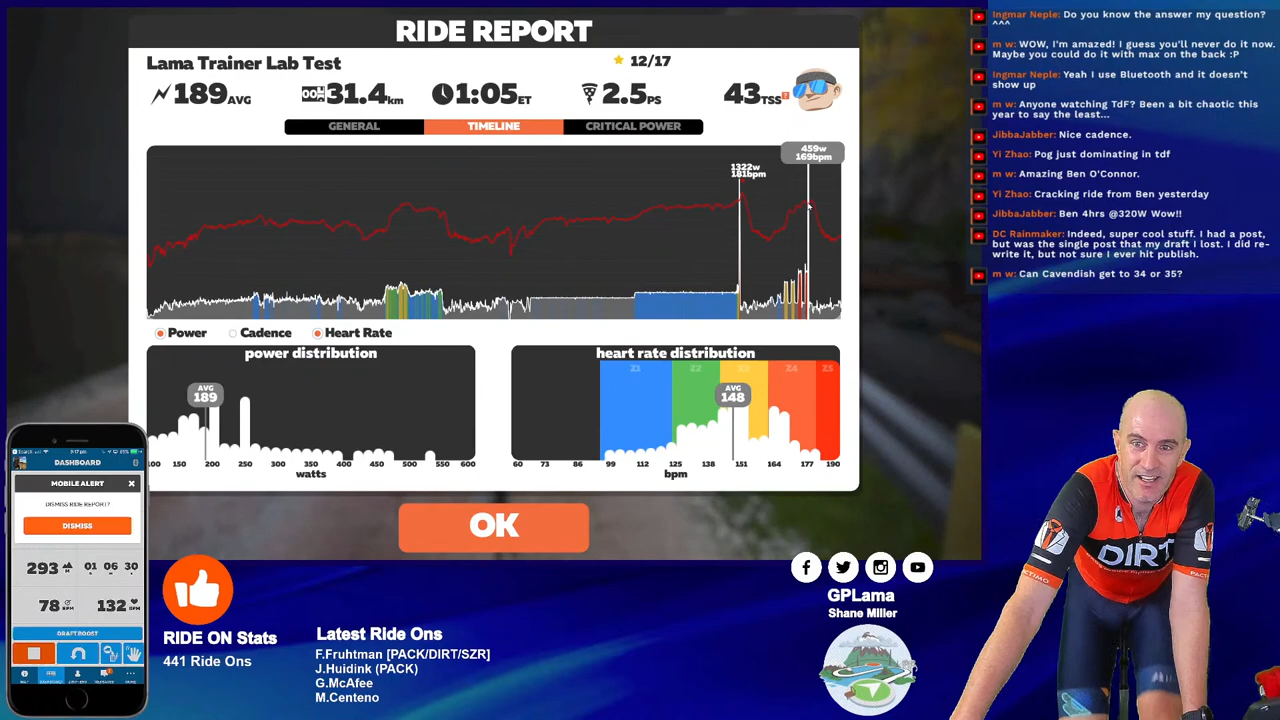 RIDE REPORT
Lama Trainer Lab Test
12/17
189AVG
31.4km
1:05ET
2.5PS
43TSS
GENERAL
TIMELINE
CRITICAL POWER
459w
169bpm
1322w
181bpm
Power
Cadence
Heart Rate
power distribution
AVG
189
100 150 200 250 300 350 400 450 500 550 600
watts
heart rate distribution
Z1 Z2 Z4 Z5
AVG
148
60 73 86 99 112 125 138 151 164 177 190
bpm
OK
DASHBOARD
MOBILE ALERT
DISMISS RIDE REPORT?
DISMISS
293 01 06 30
78 132
DRAFT BOOST
RIDE ON Stats
441 Ride Ons
Latest Ride Ons
F.Fruhtman [PACK/DIRT/SZR]
J.Huidink (PACK)
G.McAfee
M.Centeno
GPLama
Shane Miller
DIRT
Ingmar Neple: Do you know the answer my question?
^^^
m w: WOW, I'm amazed! I guess you'll never do it now.
Maybe you could do it with max on the back :P
Ingmar Neple: Yeah I use Bluetooth and it doesn't
show up
m w: Anyone watching TdF? Been a bit chaotic this
year to say the least...
JibbaJabber: Nice cadence.
Yi Zhao: Pog just dominating in tdf
m w: Amazing Ben O'Connor.
Yi Zhao: Cracking ride from Ben yesterday
JibbaJabber: Ben 4hrs @320W Wow!!
DC Rainmaker: Indeed, super cool stuff. I had a post,
but was the single post that my draft I lost. I did re-
write it, but not sure I ever hit publish.
m w: Can Cavendish get to 34 or 35?